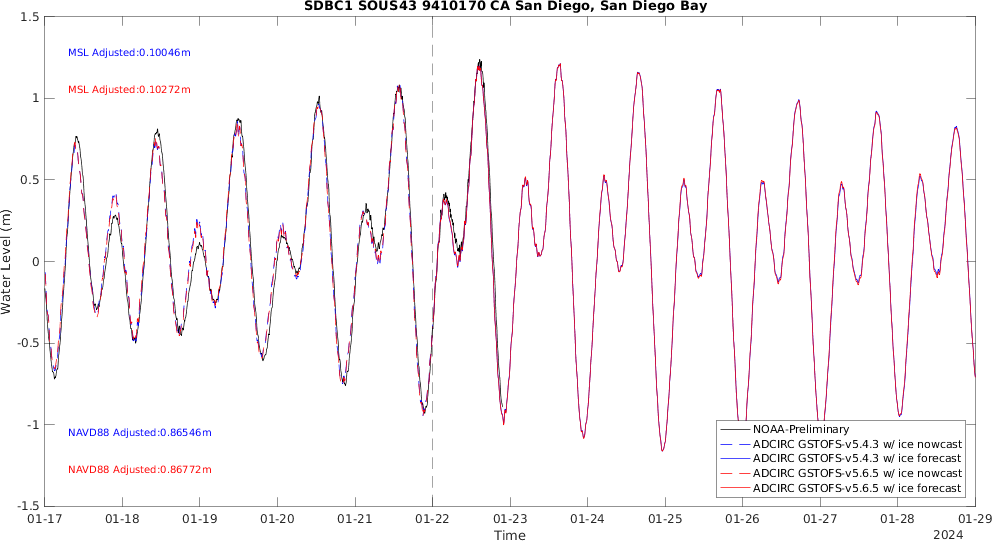 SDBC1 SOUS43 9410170 CA San Diego, San Diego Bay
1.5
1
0.5
0
-0.5
-1
-1.5
Water Level (m)
MSL Adjusted:0.10046m
MSL Adjusted:0.10272m
NAVD88 Adjusted:0.86546m
NAVD88 Adjusted:0.86772m
NOAA-Preliminary
ADCIRC GSTOFS-v5.4.3 w/ ice nowcast
ADCIRC GSTOFS-v5.4.3 w/ ice forecast
ADCIRC GSTOFS-v5.6.5 w/ ice nowcast
ADCIRC GSTOFS-v5.6.5 w/ ice forecast
01-17 01-18 01-19 01-20 01-21 01-22 01-23 01-24 01-25 01-26 01-27 01-28 01-29
Time
2024